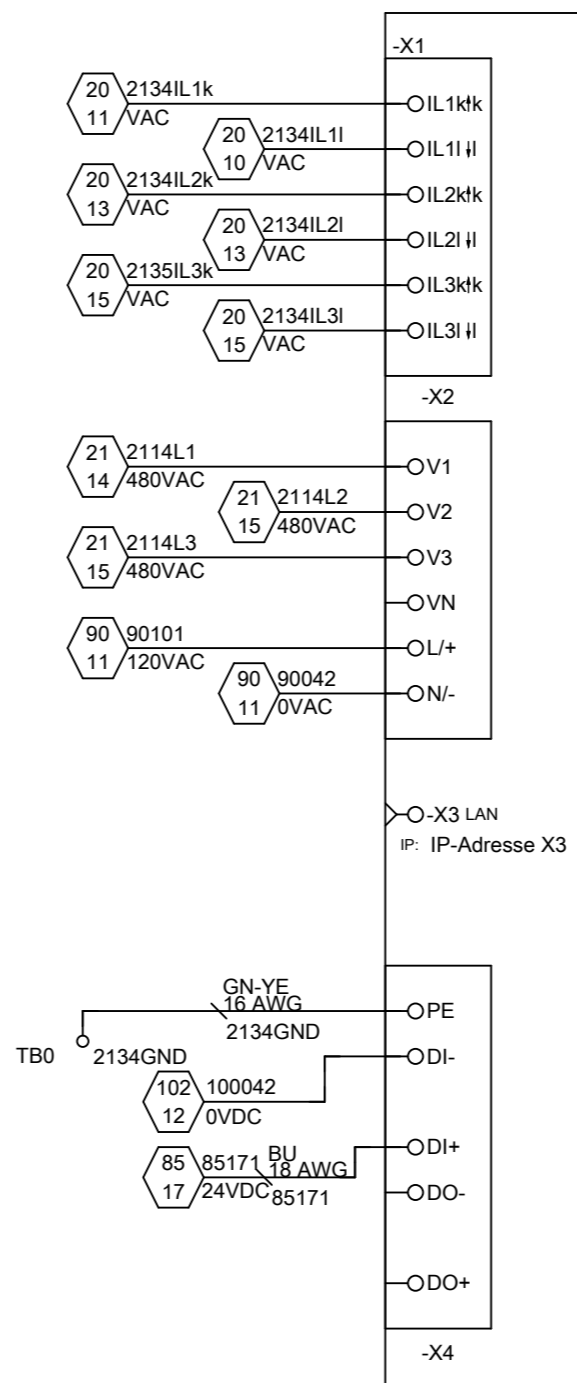 -X1
20 2134IL1k
11 VAC
IL1k k
20 2134IL1l
10 VAC
IL1l l
20 2134IL2k
13 VAC
IL2k k
20 2134IL2l
13 VAC
IL2l l
20 2135IL3k
15 VAC
IL3k k
20 2134IL3l
15 VAC
IL3l l
-X2
21 2114L1
14 480VAC
V1
21 2114L2
15 480VAC
V2
21 2114L3
15 480VAC
V3
VN
90 90101
11 120VAC
L/+
90 90042
11 0VAC
N/-
-X3 LAN
IP: IP-Adresse X3
GN-YE
16 AWG
2134GND
PE
TB0 2134GND
102 100042
12 0VDC
DI-
85 85171
17 24VDC
BU
18 AWG
85171
DI+
DO-
DO+
-X4